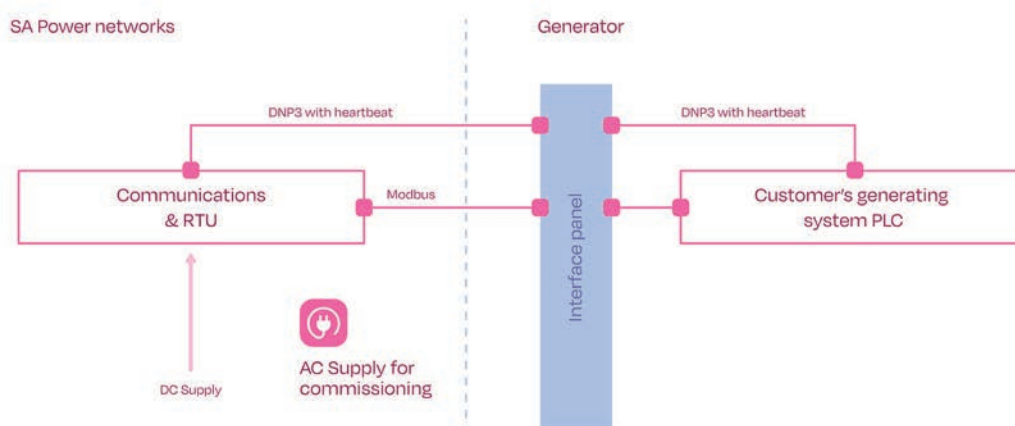 SA Power networks
Generator
DNP3 with heartbeat
DNP3 with heartbeat
Communications
& RTU
Modbus
Customer's generating
system PLC
Interface panel
AC Supply for
commissioning
DC Supply